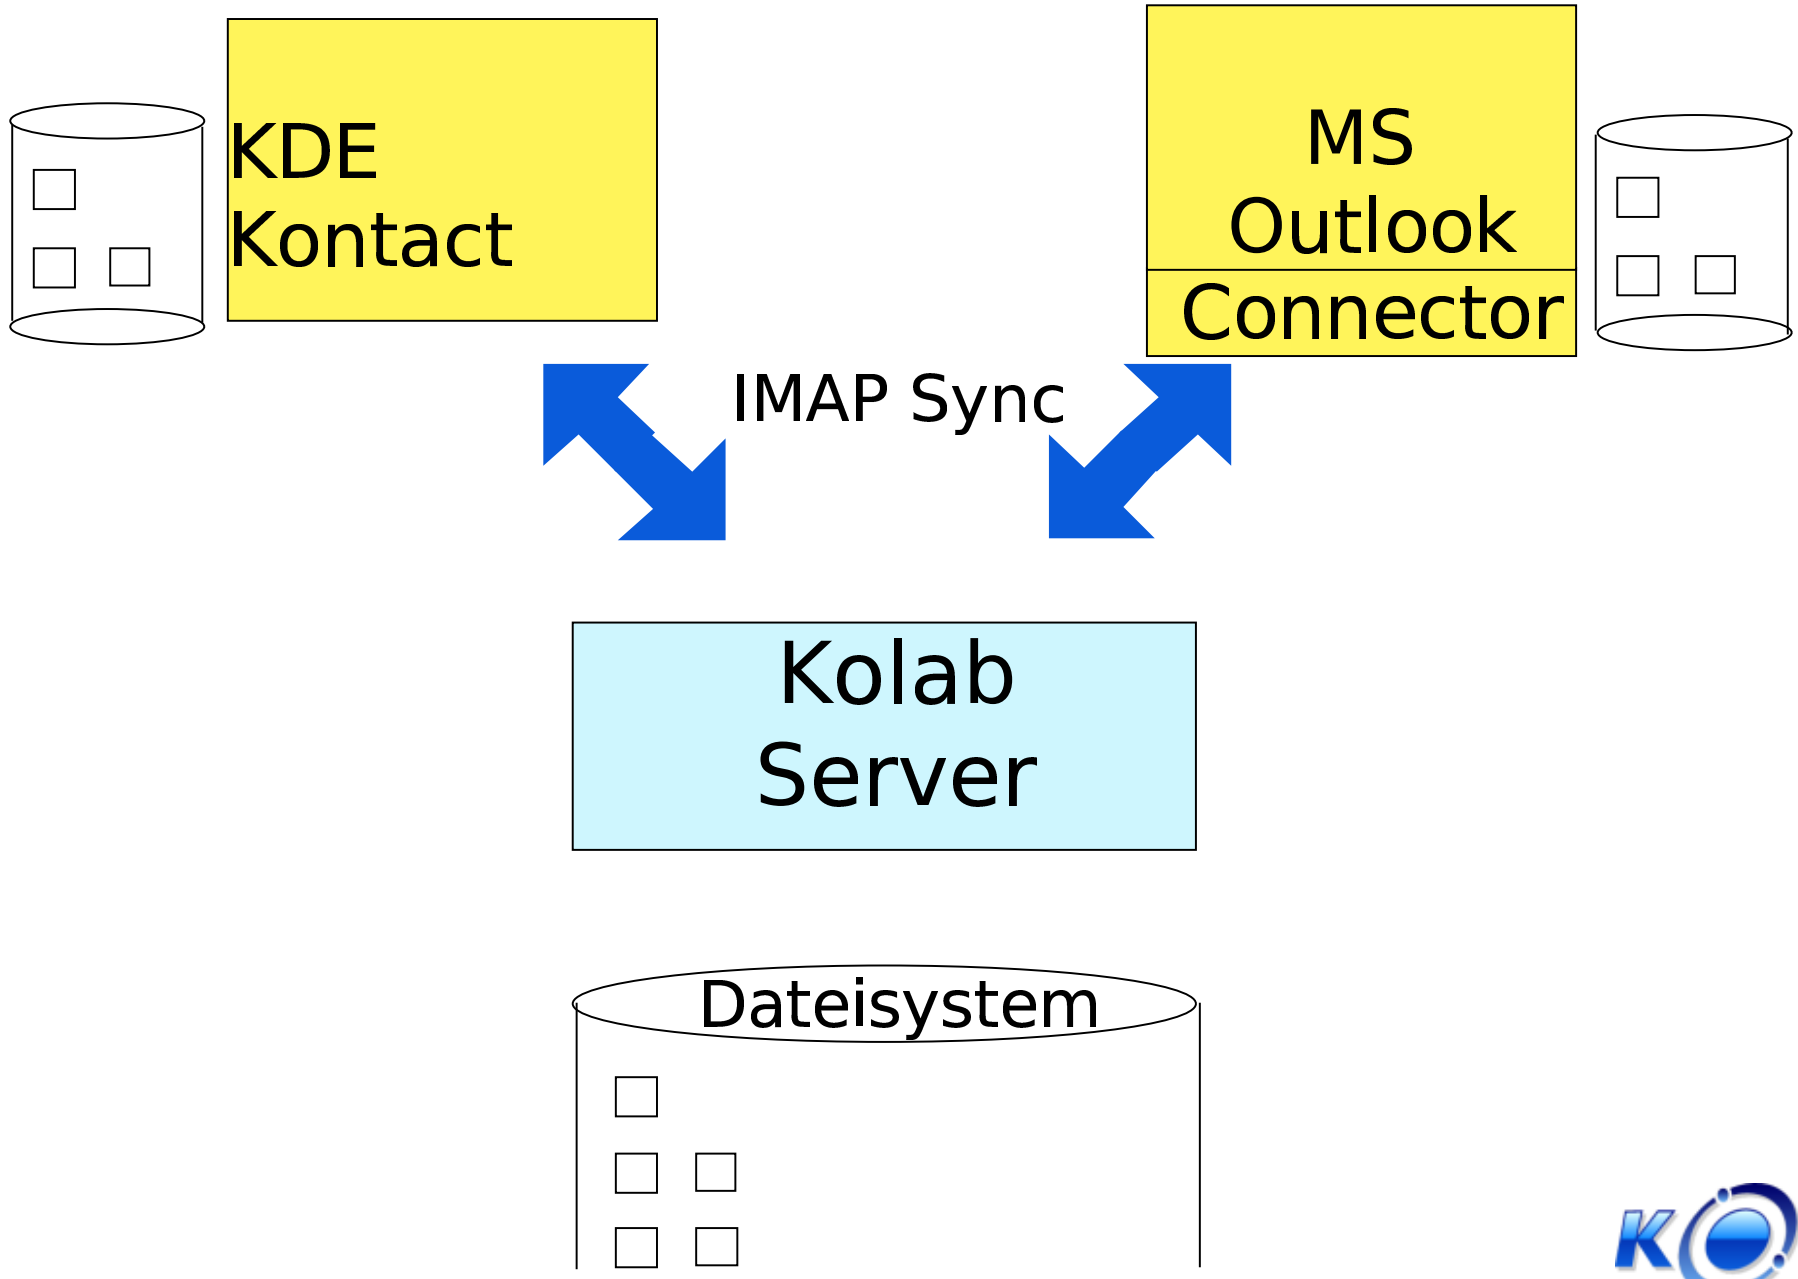 KDE
Kontact
MS
Outlook
Connector
IMAP Sync
Kolab
Server
Dateisystem
K